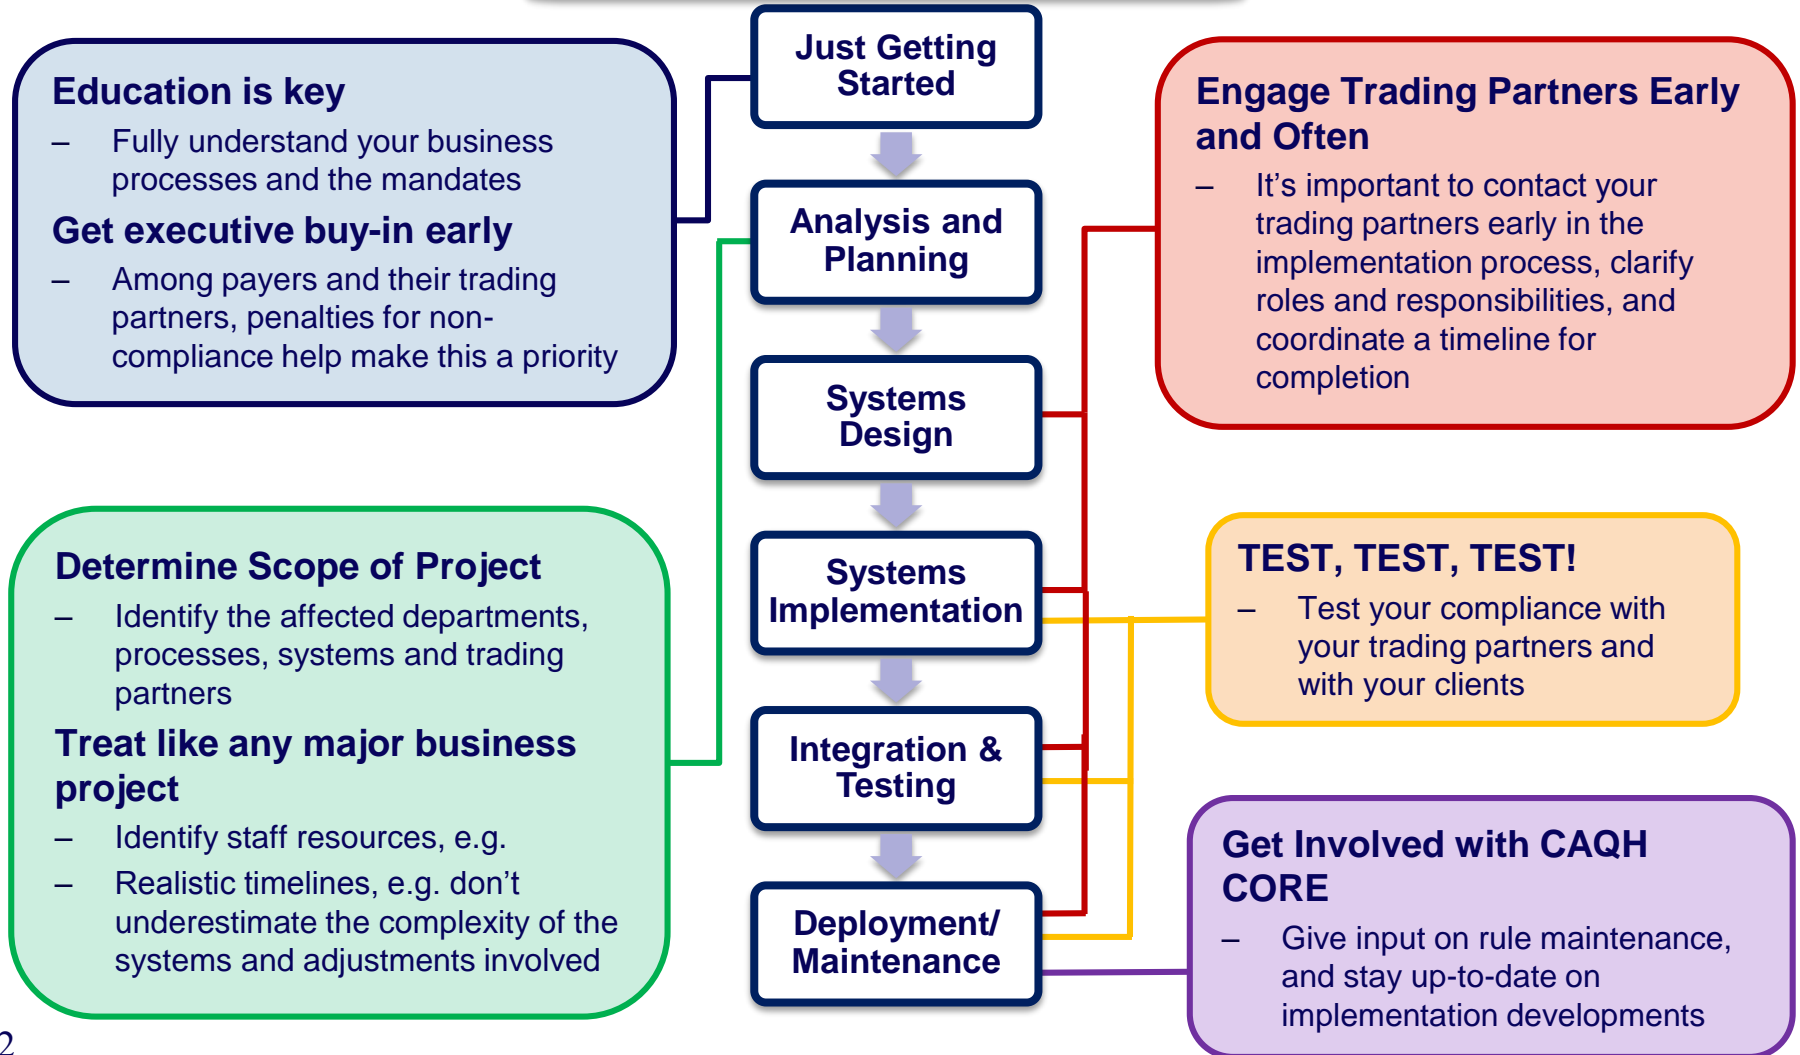 Just Getting
Started
Analysis and
Planning
Systems
Design
Systems
Implementation
Integration &
Testing
Deployment/
Maintenance
Education is key
– Fully understand your business
processes and the mandates
Get executive buy-in early
– Among payers and their trading
partners, penalties for non-
compliance help make this a priority
Determine Scope of Project
– Identify the affected departments,
processes, systems and trading
partners
Treat like any major business
project
– Identify staff resources, e.g.
– Realistic timelines, e.g. don’t
underestimate the complexity of the
systems and adjustments involved
Engage Trading Partners Early
and Often
– It’s important to contact your
trading partners early in the
implementation process, clarify
roles and responsibilities, and
coordinate a timeline for
completion
TEST, TEST, TEST!
– Test your compliance with
your trading partners and
with your clients
Get Involved with CAQH
CORE
– Give input on rule maintenance,
and stay up-to-date on
implementation developments
2